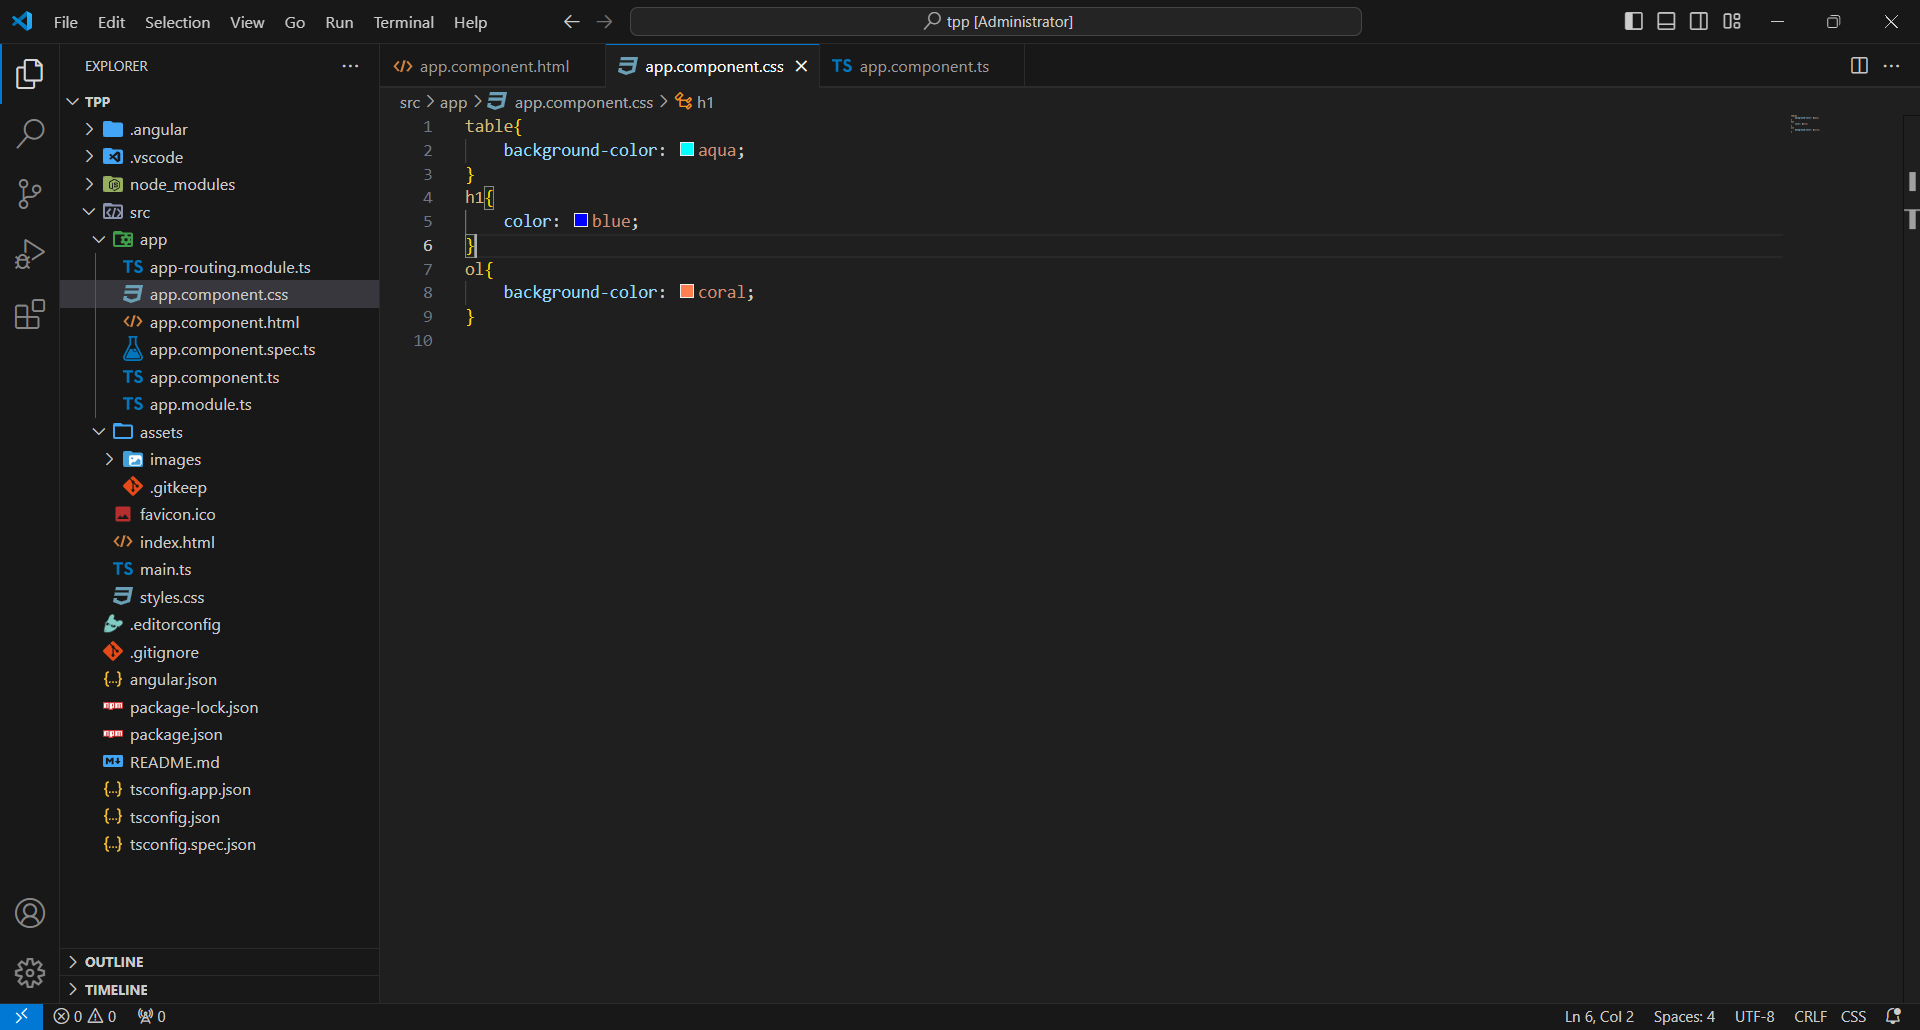 File Edit Selection View Go Run Terminal Help tpp [Administrator]
EXPLORER
TPP
.angular
.vscode
node_modules
src
app
TS app-routing.module.ts
app.component.css
app.component.html
app.component.spec.ts
TS app.component.ts
TS app.module.ts
assets
images
.gitkeep
favicon.ico
index.html
TS main.ts
styles.css
.editorconfig
.gitignore
{..} angular.json
npm package-lock.json
npm package.json
README.md
{..} tsconfig.app.json
{..} tsconfig.json
{..} tsconfig.spec.json
OUTLINE
TIMELINE
app.component.html app.component.css TS app.component.ts
src > app > app.component.css > h1
1 table{
2 background-color: aqua;
3 }
4 h1{
5 color: blue;
6 }
7 ol{
8 background-color: coral;
9 }
10
0 0 0 Ln 6, Col 2 Spaces: 4 UTF-8 CRLF CSS